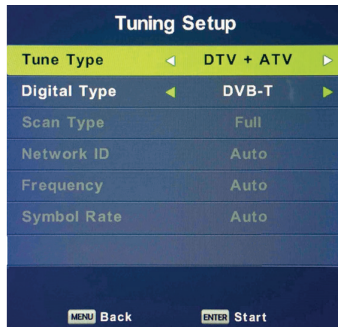 Tuning Setup
Tune Type DTV + ATV
Digital Type DVB-T
Scan Type Full
Network ID Auto
Frequency Auto
Symbol Rate Auto
MENU Back ENTER Start